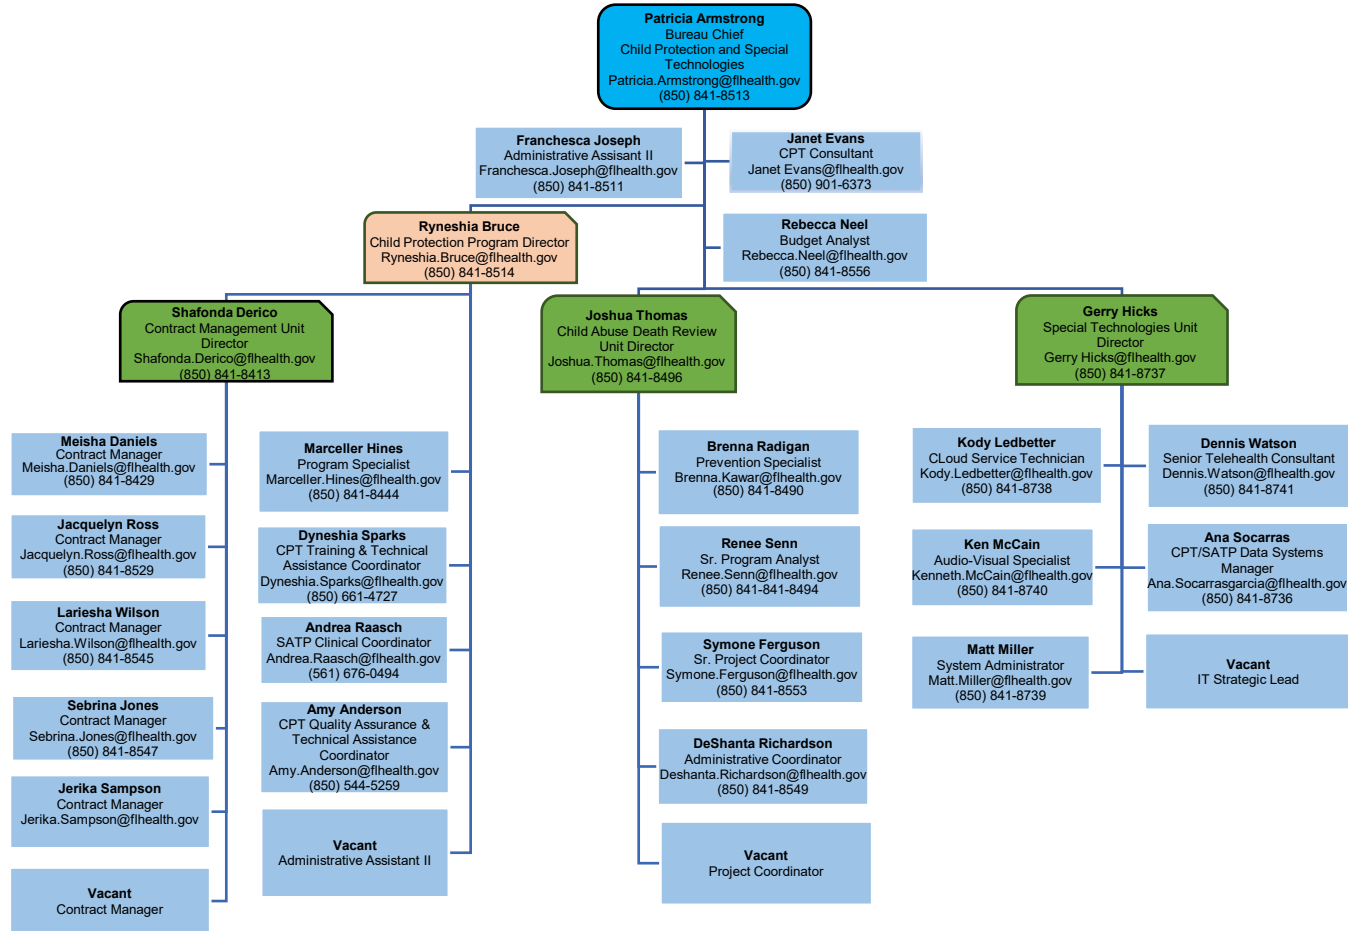 Patricia Armstrong
Bureau Chief
Child Protection and Special
Technologies
Patricia.Armstrong@flhealth.gov
(850) 841-8513
Franchesca Joseph
Administrative Assisant II
Franchesca.Joseph@flhealth.gov
(850) 841-8511
Janet Evans
CPT Consultant
Janet Evans@flhealth.gov
(850) 901-6373
Ryneshia Bruce
Child Protection Program Director
Ryneshia.Bruce@flhealth.gov
(850) 841-8514
Rebecca Neel
Budget Analyst
Rebecca.Neel@flhealth.gov
(850) 841-8556
Shafonda Derico
Contract Management Unit
Director
Shafonda.Derico@flhealth.gov
(850) 841-8413
Joshua Thomas
Child Abuse Death Review
Unit Director
Joshua.Thomas@flhealth.gov
(850) 841-8496
Gerry Hicks
Special Technologies Unit
Director
Gerry Hicks@flhealth.gov
(850) 841-8737
Meisha Daniels
Contract Manager
Meisha.Daniels@flhealth.gov
(850) 841-8429
Jacquelyn Ross
Contract Manager
Jacquelyn.Ross@flhealth.gov
(850) 841-8529
Lariesha Wilson
Contract Manager
Lariesha.Wilson@flhealth.gov
(850) 841-8545
Sebrina Jones
Contract Manager
Sebrina.Jones@flhealth.gov
(850) 841-8547
Jerika Sampson
Contract Manager
Jerika.Sampson@flhealth.gov
Vacant
Contract Manager
Marceller Hines
Program Specialist
Marceller.Hines@flhealth.gov
(850) 841-8444
Dyneshia Sparks
CPT Training & Technical
Assistance Coordinator
Dyneshia.Sparks@flhealth.gov
(850) 661-4727
Andrea Raasch
SATP Clinical Coordinator
Andrea.Raasch@flhealth.gov
(561) 676-0494
Amy Anderson
CPT Quality Assurance &
Technical Assistance
Coordinator
Amy.Anderson@flhealth.gov
(850) 544-5259
Vacant
Administrative Assistant II
Brenna Radigan
Prevention Specialist
Brenna.Kawar@flhealth.gov
(850) 841-8490
Renee Senn
Sr. Program Analyst
Renee.Senn@flhealth.gov
(850) 841-841-8494
Symone Ferguson
Sr. Project Coordinator
Symone.Ferguson@flhealth.gov
(850) 841-8553
DeShanta Richardson
Administrative Coordinator
Deshanta.Richardson@flhealth.gov
(850) 841-8549
Vacant
Project Coordinator
Kody Ledbetter
CLoud Service Technician
Kody.Ledbetter@flhealth.gov
(850) 841-8738
Ken McCain
Audio-Visual Specialist
Kenneth.McCain@flhealth.gov
(850) 841-8740
Matt Miller
System Administrator
Matt.Miller@flhealth.gov
(850) 841-8739
Dennis Watson
Senior Telehealth Consultant
Dennis.Watson@flhealth.gov
(850) 841-8741
Ana Socarras
CPT/SATP Data Systems
Manager
Ana.Socarrasgarcia@flhealth.gov
(850) 841-8736
Vacant
IT Strategic Lead